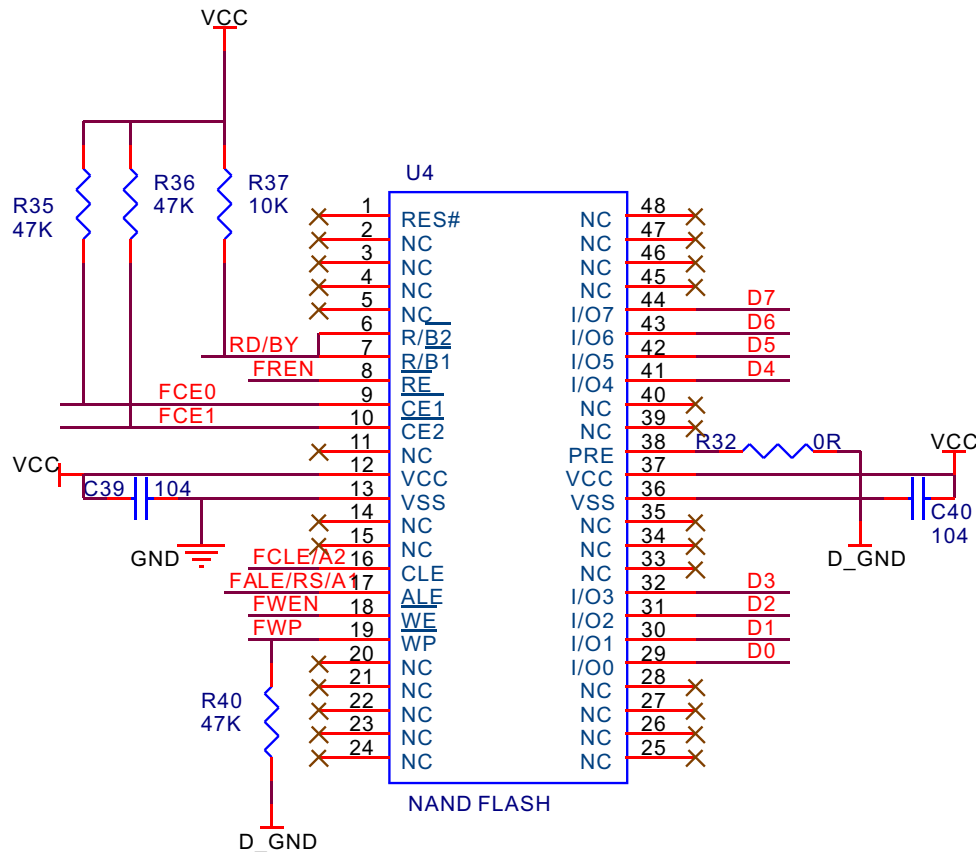 VCC
U4
R35
47K
R36
47K
R37
10K
1 RES# NC 48
2 NC NC 47
3 NC NC 46
4 NC NC 45
5 NC I/O7 44 D7
6 R/B2 I/O6 43 D6
RD/BY 7 R/B1 I/O5 42 D5
FREN 8 RE I/O4 41 D4
FCE0 9 CE1 NC 40
FCE1 10 CE2 NC 39
11 NC PRE 38 R32 0R
VCC 12 VCC VCC 37 VCC
C39 104 13 VSS VSS 36 C40
104
14 NC NC 35
GND 15 NC NC 34 D_GND
FCLE/A2 16 CLE NC 33
FALE/RS/A1 17 ALE I/O3 32 D3
FWEN 18 WE I/O2 31 D2
FWP 19 WP I/O1 30 D1
20 NC I/O0 29 D0
21 NC NC 28
R40
47K
22 NC NC 27
23 NC NC 26
24 NC NC 25
NAND FLASH
D_GND